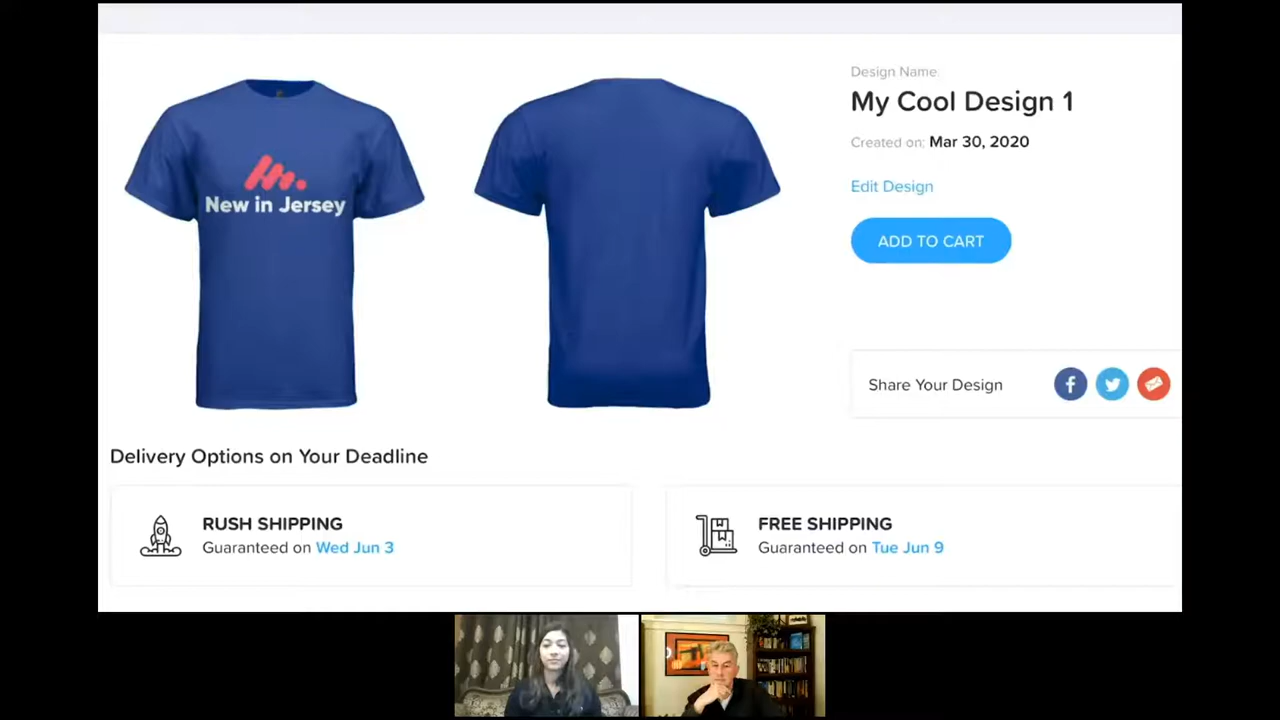 New in Jersey
Design Name:
My Cool Design 1
Created on: Mar 30, 2020
Edit Design
ADD TO CART
Share Your Design
Delivery Options on Your Deadline
RUSH SHIPPING
Guaranteed on Wed Jun 3
FREE SHIPPING
Guaranteed on Tue Jun 9